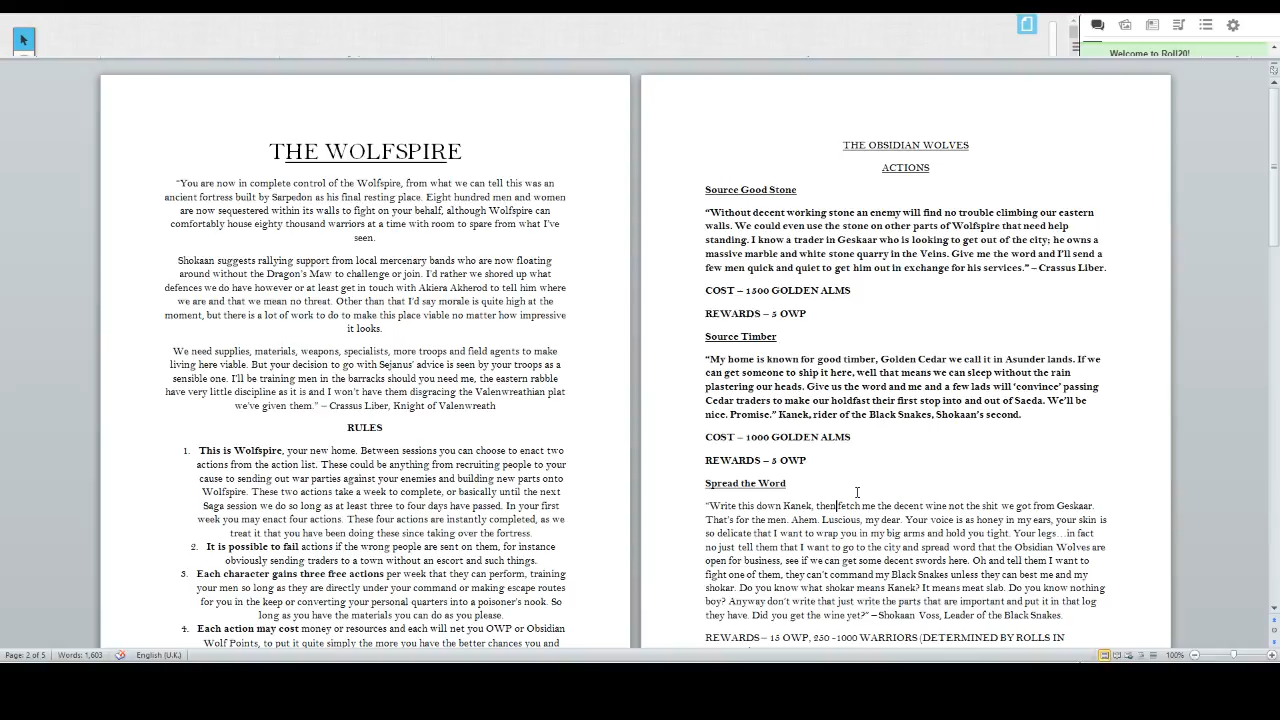 Welcome to Roll20!
THE WOLFSPIRE
“You are now in complete control of the Wolfspire, from what we can tell this was an
ancient fortress built by Sarpedon as his final resting place. Eight hundred men and women
are now sequestered within its walls to fight on your behalf, although Wolfspire can
comfortably house eighty thousand warriors at a time with room to spare from what I’ve
seen.
Shokaan suggests rallying support from local mercenary bands who are now floating
around without the Dragon’s Maw to challenge or join. I’d rather we shored up what
defences we do have however or at least get in touch with Akiera Akherod to tell him where
we are and that we mean no threat. Other than that I’d say morale is quite high at the
moment, but there is a lot of work to do to make this place viable no matter how impressive
it looks.
We need supplies, materials, weapons, specialists, more troops and field agents to make
living here viable. But your decision to go with Sejanus’ advice is seen by your troops as a
sensible one. I’ll be training men in the barracks should you need me, the eastern rabble
have very little discipline as it is and I won’t have them disgracing the Valenwreathian plat
we’ve given them.” – Crassus Liber, Knight of Valenwreath
RULES
1. This is Wolfspire, your new home. Between sessions you can choose to enact two
actions from the action list. These could be anything from recruiting people to your
cause to sending out war parties against your enemies and building new parts onto
Wolfspire. These two actions take a week to complete, or basically until the next
Saga session we do so long as at least three to four days have passed. In your first
week you may enact four actions. These four actions are instantly completed, as we
treat it that you have been doing these since taking over the fortress.
2. It is possible to fail actions if the wrong people are sent on them, for instance
obviously sending traders to a town without an escort and such things.
3. Each character gains three free actions per week that they can perform, training
your men so long as they are directly under your command or making escape routes
for you in the keep or converting your personal quarters into a poisoner’s nook. So
long as you have the materials you can do as you please.
4. Each action may cost money or resources and each will net you OWP or Obsidian
Wolf Points, to put it quite simply the more you have the better chances you and
THE OBSIDIAN WOLVES
ACTIONS
Source Good Stone
“Without decent working stone an enemy will find no trouble climbing our eastern
walls. We could even use the stone on other parts of Wolfspire that need help
standing. I know a trader in Geskaar who is looking to get out of the city; he owns a
massive marble and white stone quarry in the Veins. Give me the word and I’ll send a
few men quick and quiet to get him out in exchange for his services.” – Crassus Liber.
COST – 1500 GOLDEN ALMS
REWARDS – 5 OWP
Source Timber
“My home is known for good timber, Golden Cedar we call it in Asunder lands. If we
can get someone to ship it here, well that means we can sleep without the rain
plastering our heads. Give us the word and me and a few lads will ‘convince’ passing
Cedar traders to make our holdfast their first stop into and out of Saeda. We’ll be
nice. Promise.” Kanek, rider of the Black Snakes, Shokaan’s second.
COST – 1000 GOLDEN ALMS
REWARDS – 5 OWP
Spread the Word
“Write this down Kanek, then fetch me the decent wine not the shit we got from Geskaar.
That’s for the men. Ahem. Luscious, my dear. Your voice is as honey in my ears, your skin is
so delicate that I want to wrap you in my big arms and hold you tight. Your legs…in fact
no just tell them that I want to go to the city and spread word that the Obsidian Wolves are
open for business, see if we can get some decent swords here. Oh and tell them I want to
fight one of them, they can’t command my Black Snakes unless they can best me and my
shokar. Do you know what shokar means Kanek? It means meat slab. Do you know nothing
boy? Anyway don’t write that just write the parts that are important and put it in that log
they have. Did you get the wine yet?” –Shokaan Voss, Leader of the Black Snakes.
REWARDS– 15 OWP, 250 -1000 WARRIORS (DETERMINED BY ROLLS IN
Page: 2 of 5 Words: 1,603 English (U.K.) 100%